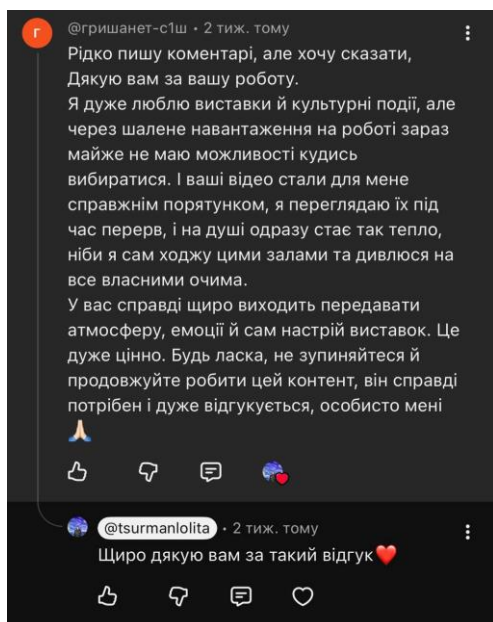 г
@гришанет-с1ш · 2 тиж. тому
Рідко пишу коментарі, але хочу сказати,
Дякую вам за вашу роботу.
Я дуже люблю виставки й культурні події, але
через шалене навантаження на роботі зараз
майже не маю можливості кудись
вибиратися. І ваші відео стали для мене
справжнім порятунком, я переглядаю їх під
час перерв, і на душі одразу стає так тепло,
ніби я сам ходжу цими залами та дивлюся на
все власними очима.
У вас справді щиро виходить передавати
атмосферу, емоції й сам настрій виставок. Це
дуже цінно. Будь ласка, не зупиняйтеся й
продовжуйте робити цей контент, він справді
потрібен і дуже відгукується, особисто мені
🙏🏻
@tsurmanlolita · 2 тиж. тому
Щиро дякую вам за такий відгук❤️